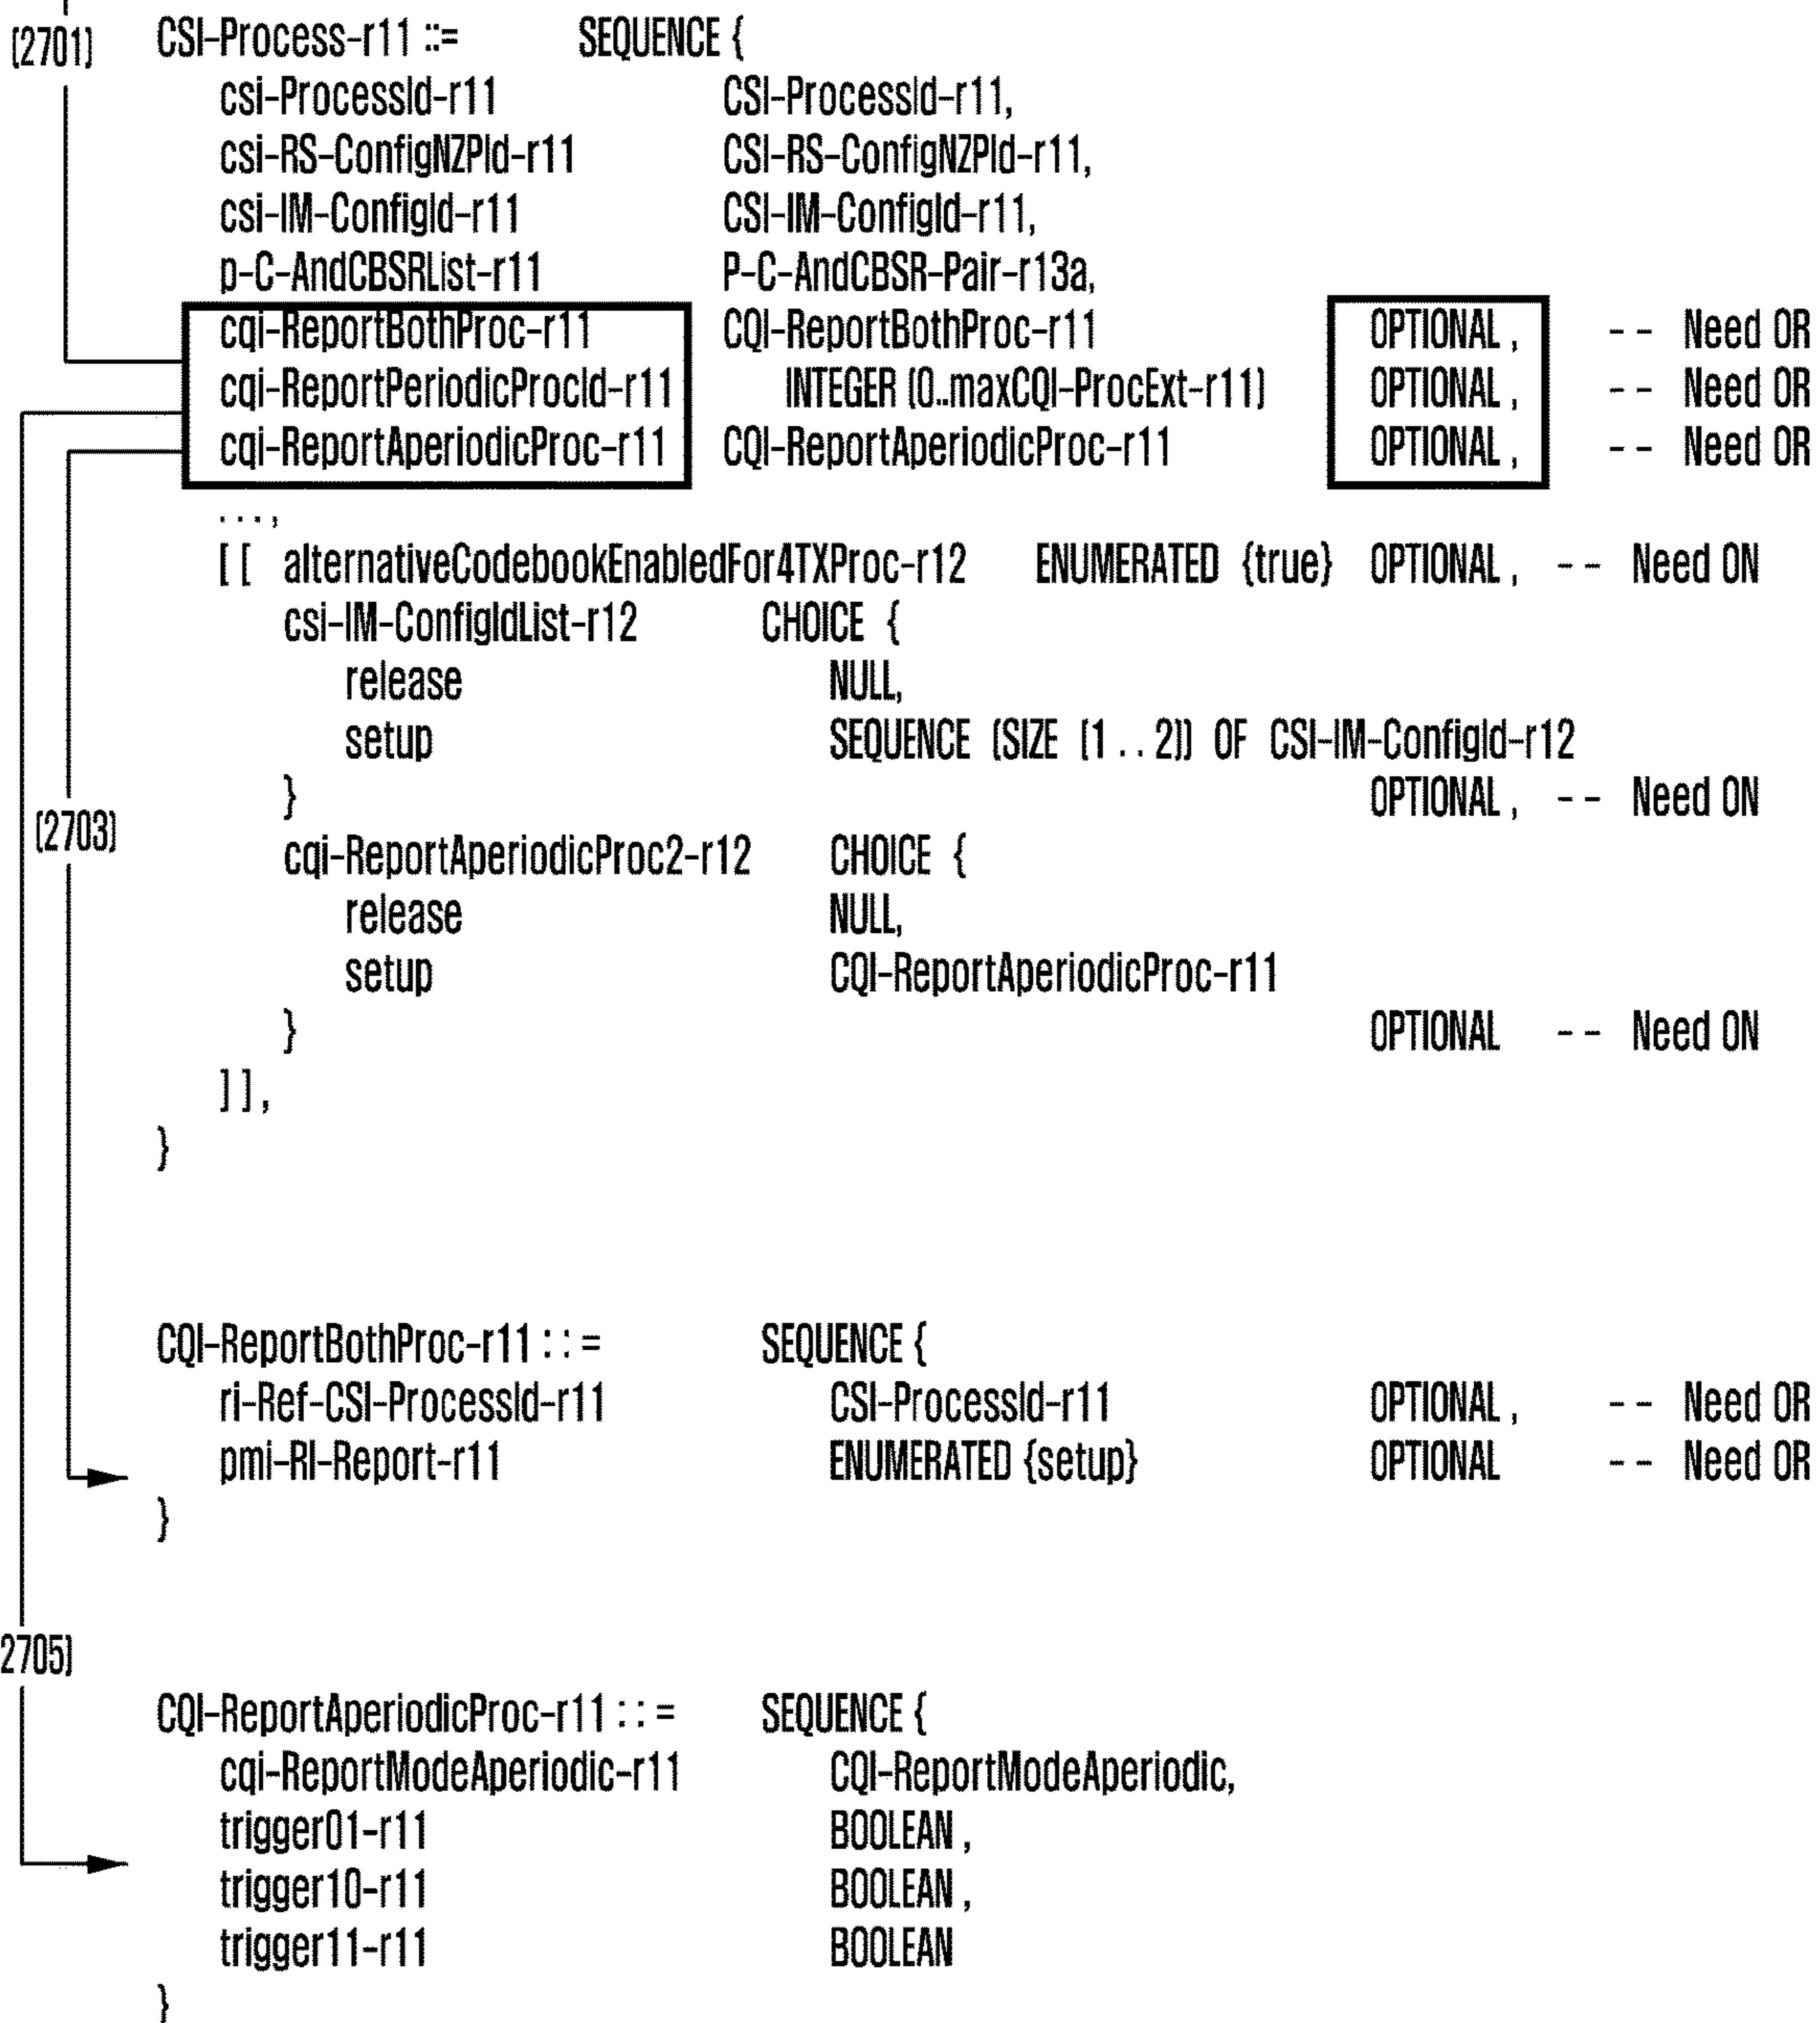 (2701) CSI-Process-r11 ::= SEQUENCE {
csi-ProcessId-r11 CSI-ProcessId-r11,
csi-RS-ConfigNZPId-r11 CSI-RS-ConfigNZPId-r11,
csi-IM-ConfigId-r11 CSI-IM-ConfigId-r11,
p-C-AndCBSRList-r11 P-C-AndCBSR-Pair-r13a,
cqi-ReportBothProc-r11 CQI-ReportBothProc-r11 OPTIONAL , -- Need OR
cqi-ReportPeriodicProcId-r11 INTEGER (0..maxCQI-ProcExt-r11) OPTIONAL , -- Need OR
cqi-ReportAperiodicProc-r11 CQI-ReportAperiodicProc-r11 OPTIONAL , -- Need OR
. . . ,
[ [ alternativeCodebookEnabledFor4TXProc-r12 ENUMERATED {true} OPTIONAL , -- Need ON
csi-IM-ConfigIdList-r12 CHOICE {
release NULL,
setup SEQUENCE (SIZE (1 . . 2)) OF CSI-IM-ConfigId-r12
} OPTIONAL , -- Need ON
(2703)
cqi-ReportAperiodicProc2-r12 CHOICE {
release NULL,
setup CQI-ReportAperiodicProc-r11
} OPTIONAL -- Need ON
] ] ,
}
CQI-ReportBothProc-r11 : : = SEQUENCE {
ri-Ref-CSI-ProcessId-r11 CSI-ProcessId-r11 OPTIONAL , -- Need OR
pmi-RI-Report-r11 ENUMERATED {setup} OPTIONAL -- Need OR
}
2705)
CQI-ReportAperiodicProc-r11 : : = SEQUENCE {
cqi-ReportModeAperiodic-r11 CQI-ReportModeAperiodic,
trigger01-r11 BOOLEAN ,
trigger10-r11 BOOLEAN ,
trigger11-r11 BOOLEAN
}